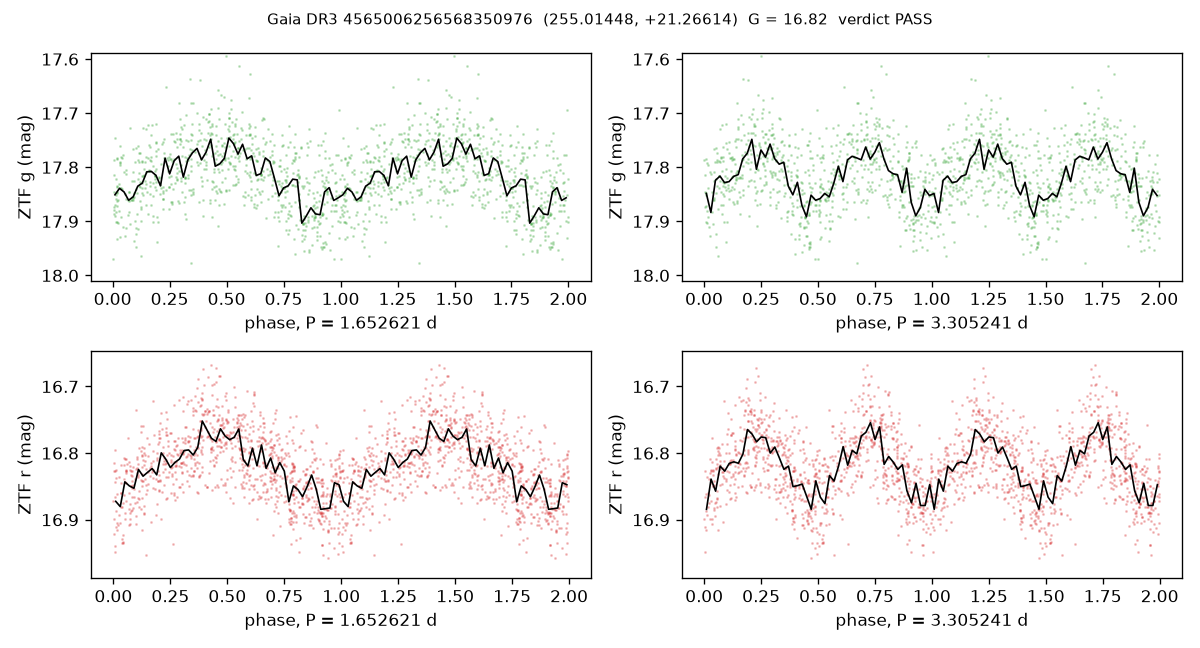 Gaia DR3 4565006256568350976 (255.01448, +21.26614) G = 16.82 verdict PASS
ZTF g (mag)
17.6
17.7
17.8
17.9
18.0
0.00 0.25 0.50 0.75 1.00 1.25 1.50 1.75 2.00
phase, P = 1.652621 d
ZTF g (mag)
17.6
17.7
17.8
17.9
18.0
0.00 0.25 0.50 0.75 1.00 1.25 1.50 1.75 2.00
phase, P = 3.305241 d
ZTF r (mag)
16.7
16.8
16.9
0.00 0.25 0.50 0.75 1.00 1.25 1.50 1.75 2.00
phase, P = 1.652621 d
ZTF r (mag)
16.7
16.8
16.9
0.00 0.25 0.50 0.75 1.00 1.25 1.50 1.75 2.00
phase, P = 3.305241 d